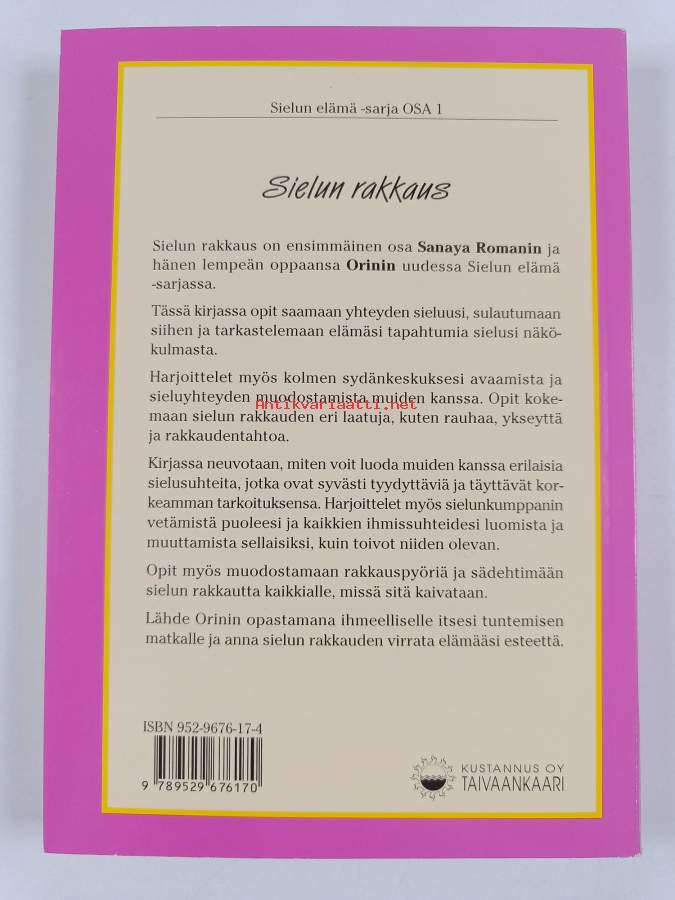 Sielun elämä -sarja OSA 1
Sielun rakkaus
Sielun rakkaus on ensimmäinen osa Sanaya Romanin ja
hänen lempeän oppaansa Orinin uudessa Sielun elämä
-sarjassa.
Tässä kirjassa opit saamaan yhteyden sieluusi, sulautumaan
siihen ja tarkastelemaan elämäsi tapahtumia sielusi näkö-
kulmasta.
Harjoittelet myös kolmen sydänkeskuksesi avaamista ja
sieluyhteyden muodostamista muiden kanssa. Opit koke-
Antikvariaatti.net
maan sielun rakkauden eri laatuja, kuten rauhaa, ykseyttä
ja rakkaudentahtoa.
Kirjassa neuvotaan, miten voit luoda muiden kanssa erilaisia
sielusuhteita, jotka ovat syvästi tyydyttäviä ja täyttävät kor-
keamman tarkoituksensa. Harjoittelet myös sielunkumppanin
vetämistä puoleesi ja kaikkien ihmissuhteidesi luomista ja
muuttamista sellaisiksi, kuin toivot niiden olevan.
Opit myös muodostamaan rakkauspyöriä ja sädehtimään
sielun rakkautta kaikkialle, missä sitä kaivataan.
Lähde Orinin opastamana ihmeelliselle itsesi tuntemisen
matkalle ja anna sielun rakkauden virrata elämääsi esteettä.
ISBN 952-9676-17-4
9 789529 676170
KUSTANNUS OY
TAIVAANKAARI